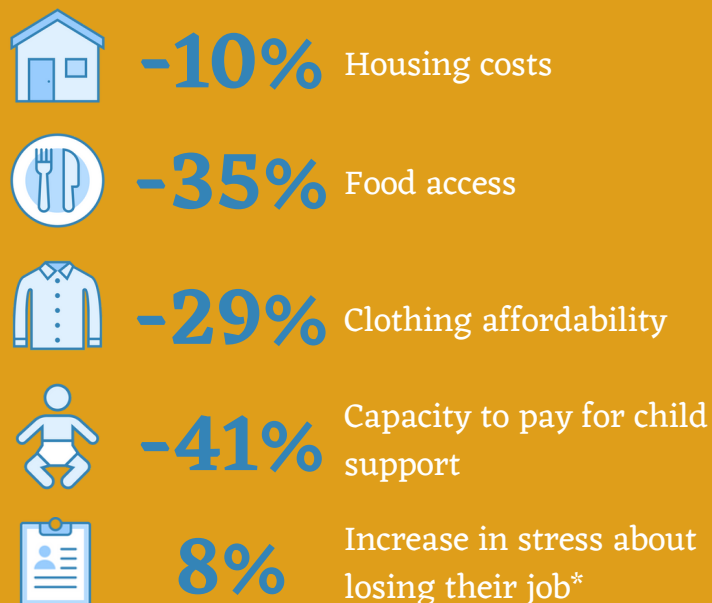 -10% Housing costs
-35% Food access
-29% Clothing affordability
-41% Capacity to pay for child
support
8% Increase in stress about
losing their job*